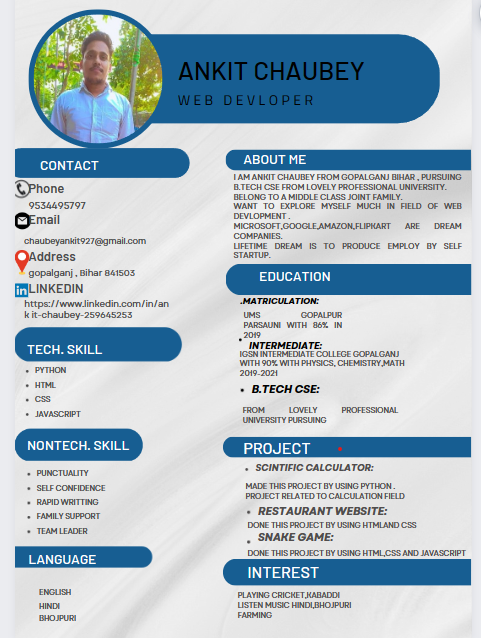 ANKIT CHAUBEY
WEB DEVLOPER
CONTACT
Phone
9534495797
Email
chaubeyankit927@gmail.com
Address
gopalganj , Bihar 841503
LINKEDIN
https://www.linkedin.com/in/an
k it-chaubey-259645253
TECH. SKILL
PYTHON
HTML
CSS
JAVASCRIPT
NONTECH. SKILL
PUNCTUALITY
SELF CONFIDENCE
RAPID WRITTING
FAMILY SUPPORT
TEAM LEADER
LANGUAGE
ENGLISH
HINDI
BHOJPURI
ABOUT ME
I AM ANKIT CHAUBEY FROM GOPALGANJ BIHAR , PURSUING
B.TECH CSE FROM LOVELY PROFESSIONAL UNIVERSITY.
BELONG TO A MIDDLE CLASS JOINT FAMILY.
WANT TO EXPLORE MYSELF MUCH IN FIELD OF WEB
DEVLOPMENT .
MICROSOFT,GOOGLE,AMAZON,FLIPKART ARE DREAM
COMPANIES.
LIFETIME DREAM IS TO PRODUCE EMPLOY BY SELF
STARTUP.
EDUCATION
.MATRICULATION:
UMS GOPALPUR
PARSAUNI WITH 86% IN
2019
INTERMEDIATE:
IGSN INTERMEDIATE COLLEGE GOPALGANJ
WITH 90% WITH PHYSICS, CHEMISTRY,MATH
2019-2021
B.TECH CSE:
FROM LOVELY PROFESSIONAL
UNIVERSITY PURSUING
PROJECT
SCINTIFIC CALCULATOR:
MADE THIS PROJECT BY USING PYTHON .
PROJECT RELATED TO CALCULATION FIELD
RESTAURANT WEBSITE:
DONE THIS PROJECT BY USING HTMLAND CSS
SNAKE GAME:
DONE THIS PROJECT BY USING HTML,CSS AND JAVASCRIPT
INTEREST
PLAYING CRICKET,KABADDI
LISTEN MUSIC HINDI,BHOJPURI
FARMING